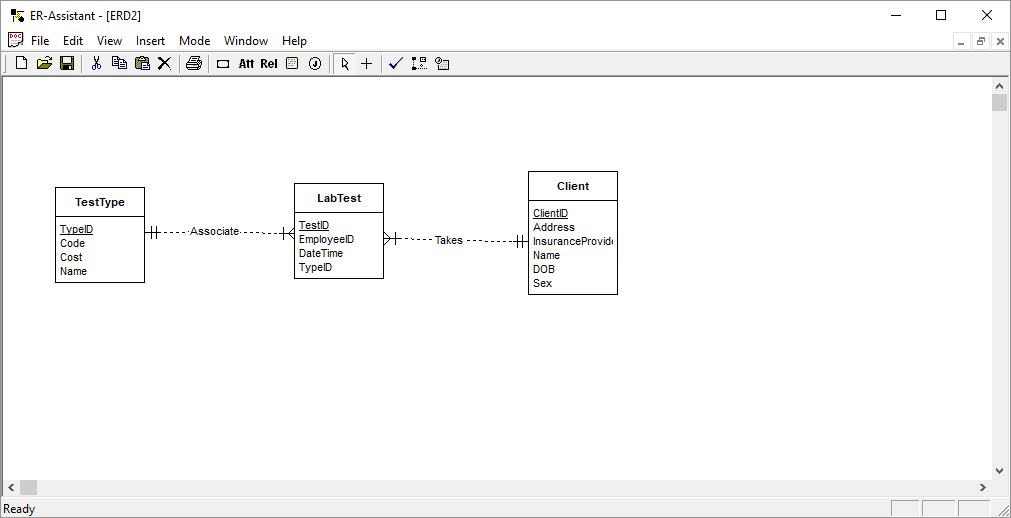 ER-Assistant - [ERD2]
DOC
File Edit View Insert Mode Window Help
Att Rel J
TestType
TypeID
Code
Cost
Name
Associate
LabTest
TestID
EmployeeID
DateTime
TypeID
Takes
Client
ClientID
Address
InsuranceProvide
Name
DOB
Sex
Ready